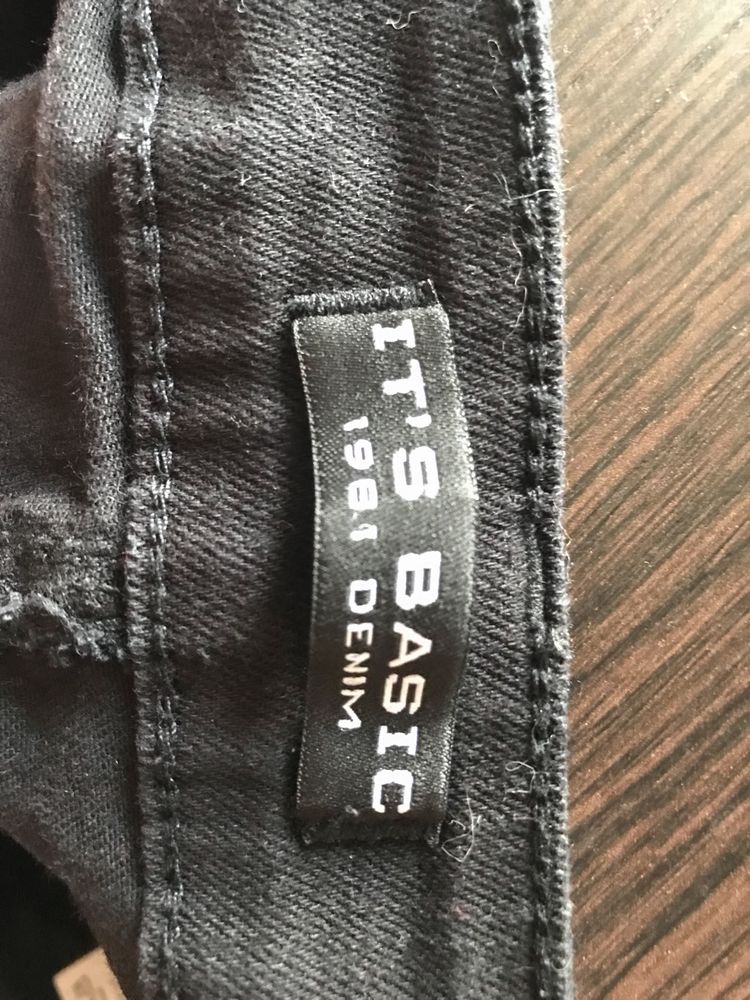 IT'S BASIC
1981 DENIM